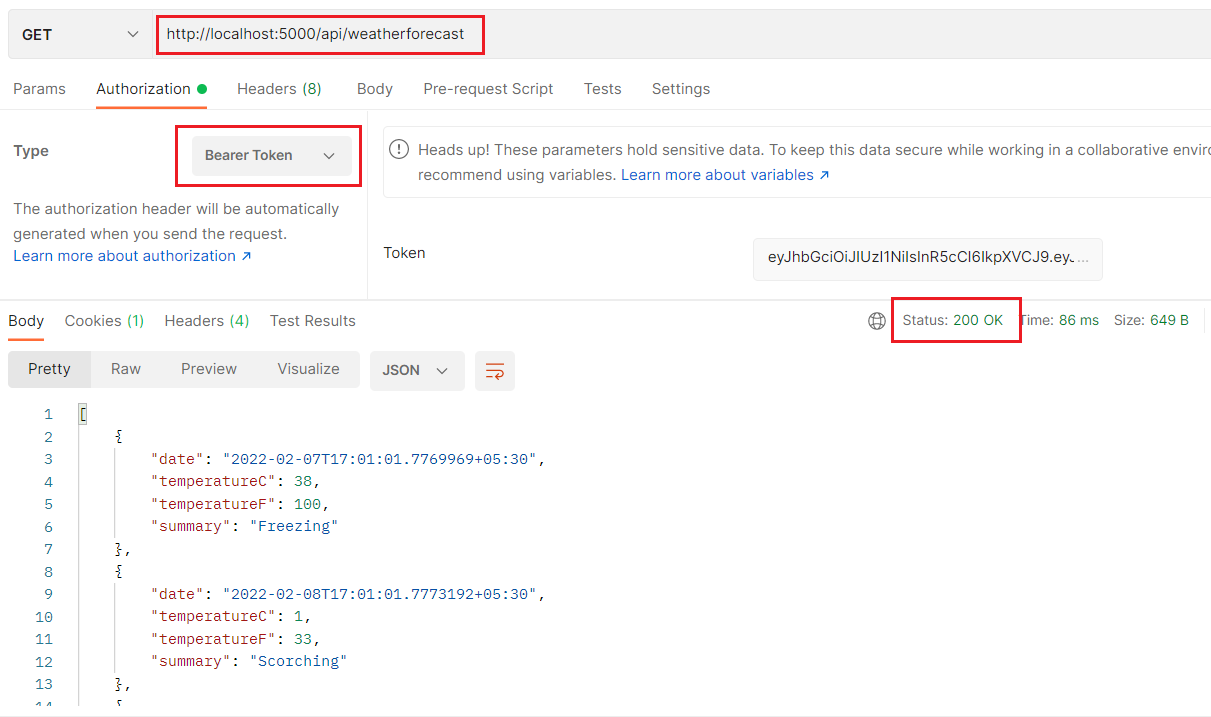 GET http://localhost:5000/api/weatherforecast
Params Authorization Headers (8) Body Pre-request Script Tests Settings
Type Bearer Token
The authorization header will be automatically
generated when you send the request.
Learn more about authorization ↗
Heads up! These parameters hold sensitive data. To keep this data secure while working in a collaborative
recommend using variables. Learn more about variables ↗
Token eyJhbGciOiJIUzI1NiIsInR5cCI6IkpXVCJ9.eyJ...
Body Cookies (1) Headers (4) Test Results Status: 200 OK Time: 86 ms Size: 649 B
Pretty Raw Preview Visualize JSON
1 [
2 {
3 "date": "2022-02-07T17:01:01.7769969+05:30",
4 "temperatureC": 38,
5 "temperatureF": 100,
6 "summary": "Freezing"
7 },
8 {
9 "date": "2022-02-08T17:01:01.7773192+05:30",
10 "temperatureC": 1,
11 "temperatureF": 33,
12 "summary": "Scorching"
13 },
14 {